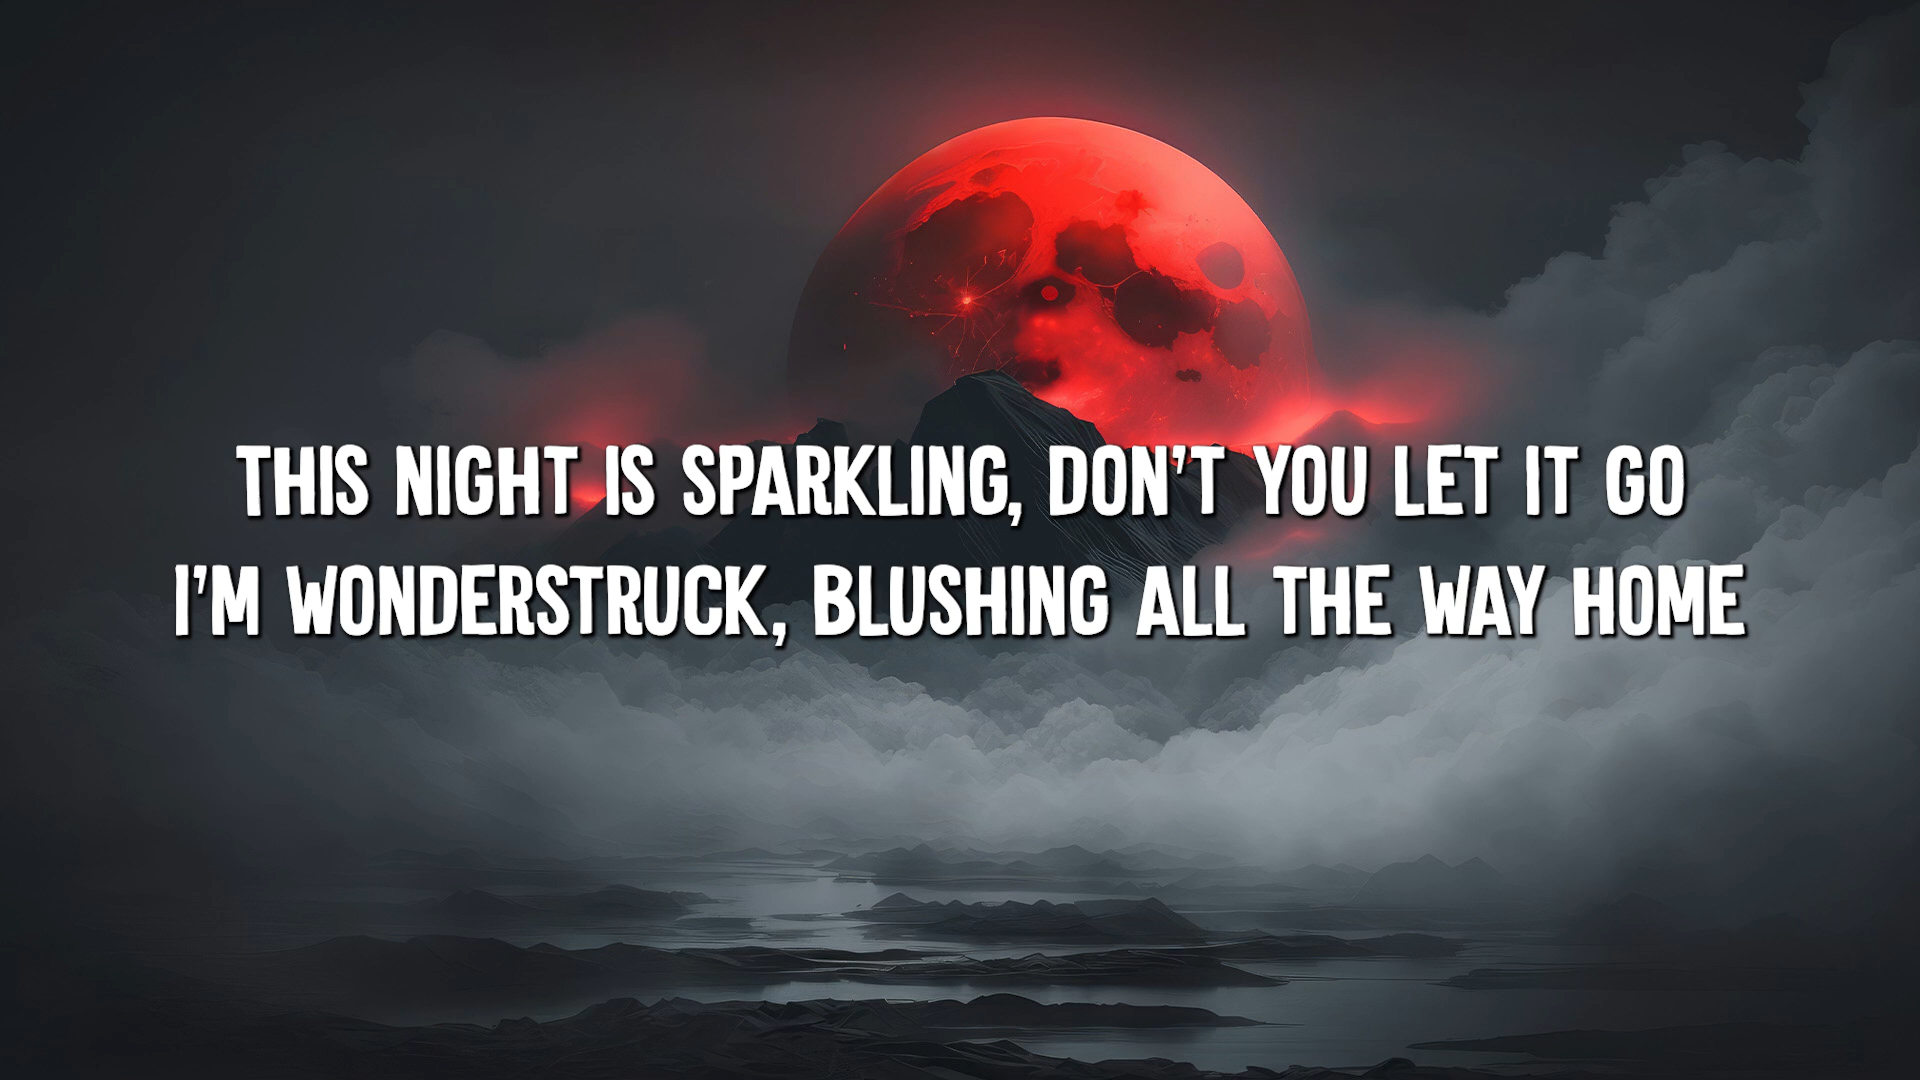 THIS NIGHT IS SPARKLING, DON'T YOU LET IT GO
I'M WONDERSTRUCK, BLUSHING ALL THE WAY HOME